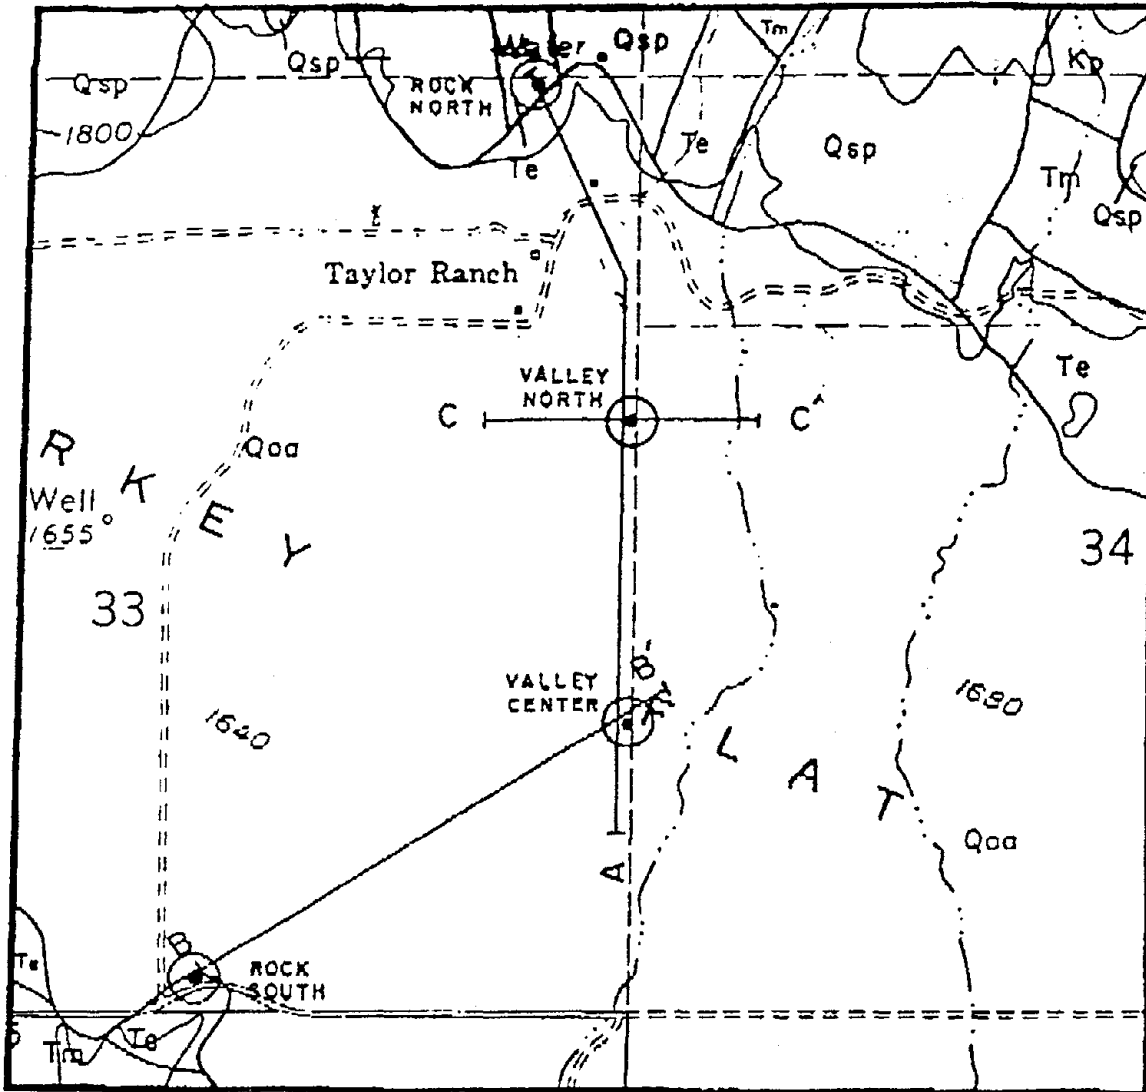 Qsp
Qsp
Water
Qsp
Tm
Kp
ROCK
NORTH
1800
Te
Te
Qsp
Tm
Qsp
Taylor Ranch
VALLEY
NORTH
C
C'
Te
Qoa
R K E Y
Well
1655°
33
34
B'
VALLEY
CENTER
1640
1680
L A T
A
Qoa
B
ROCK
SOUTH
Te
Tm
Te